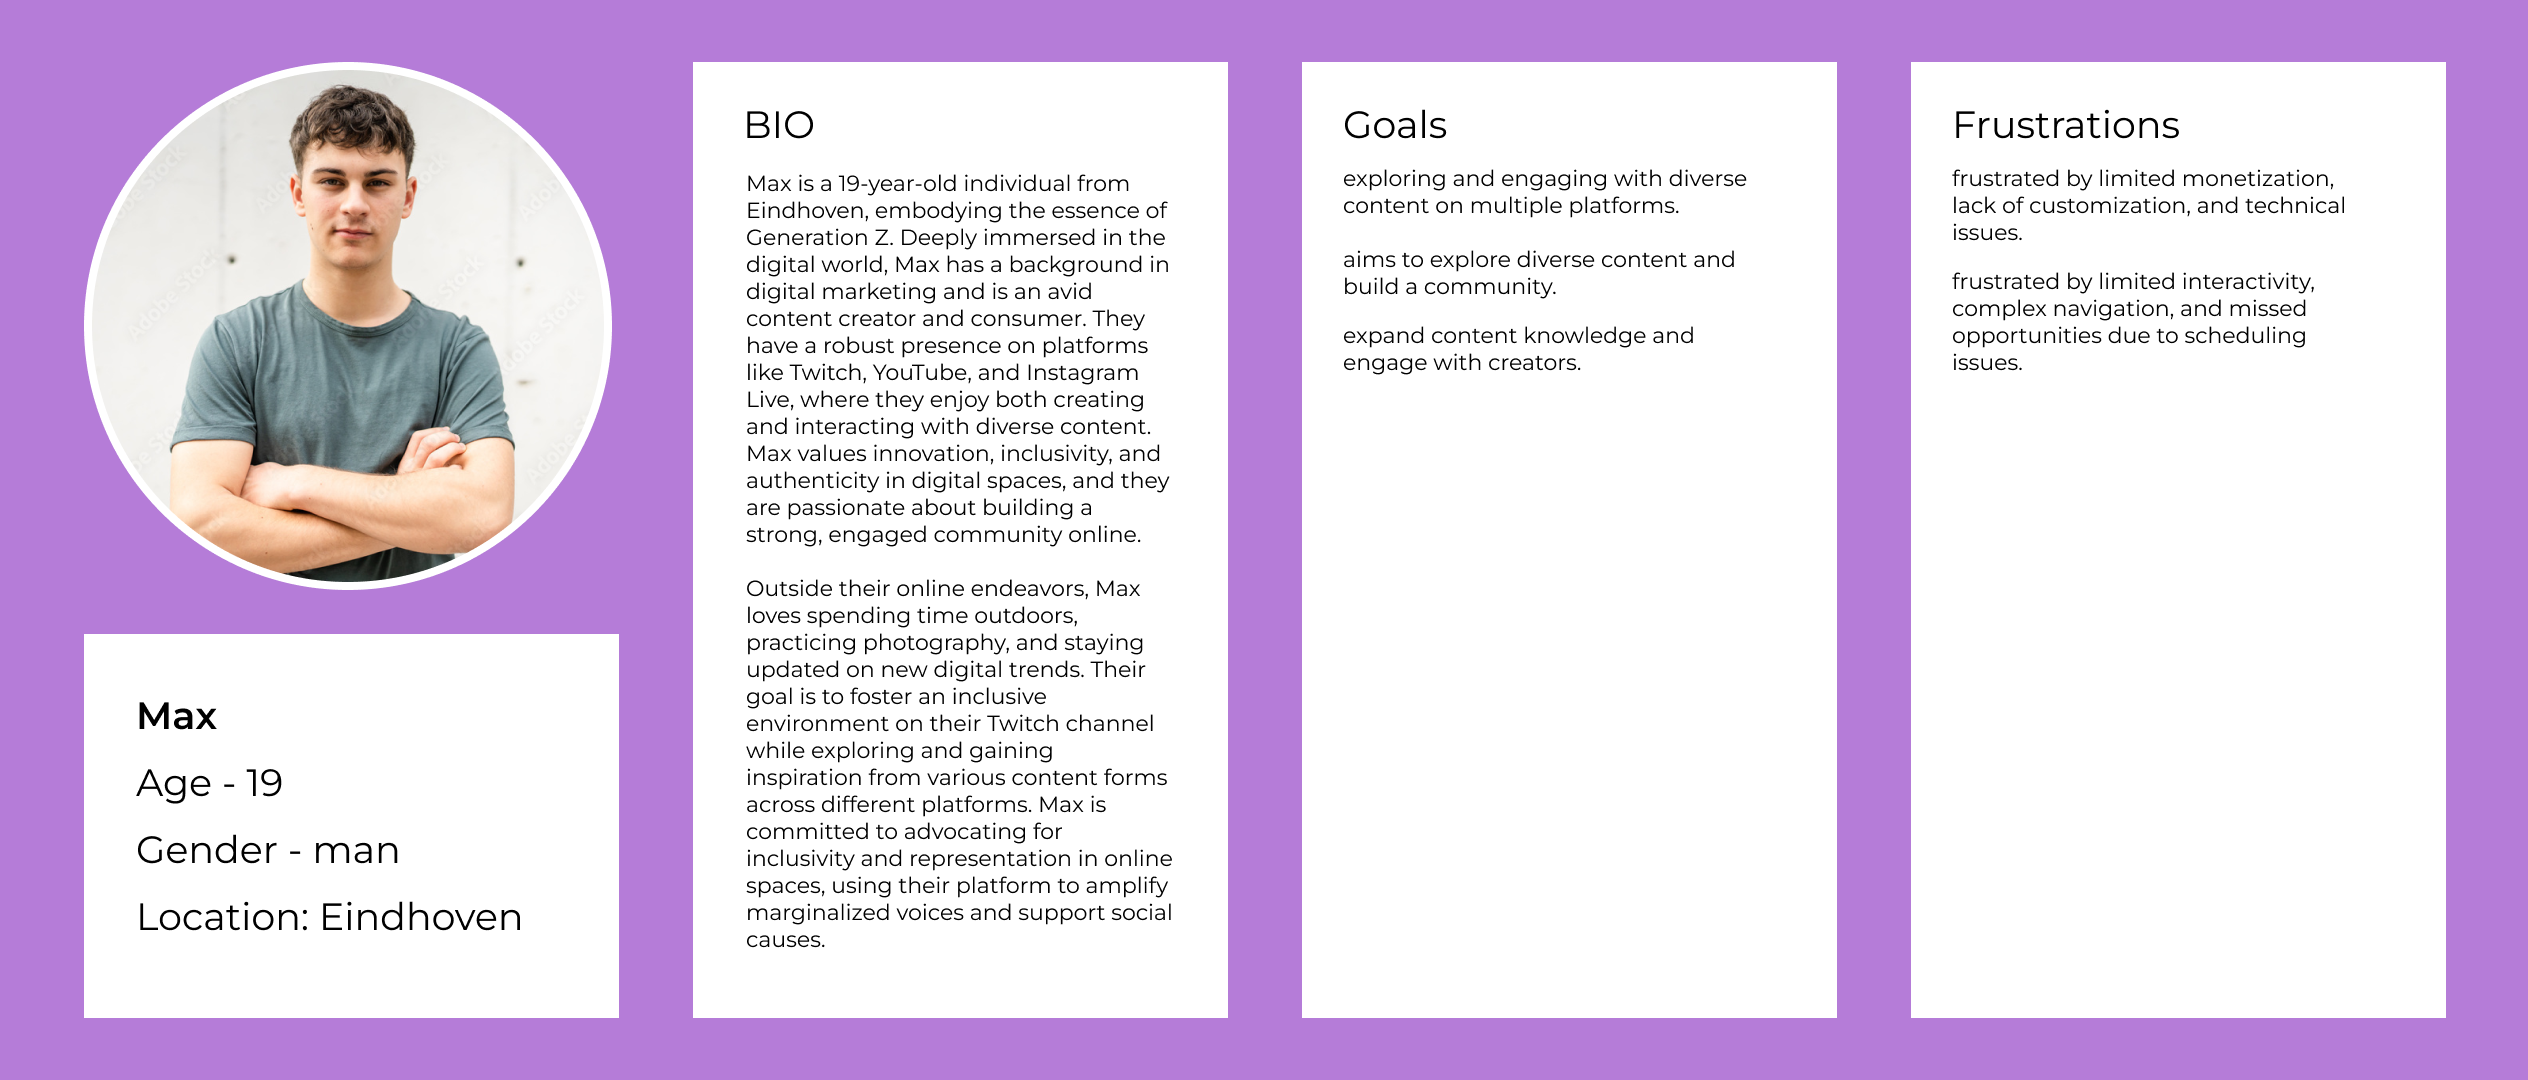 Max
Age - 19
Gender - man
Location: Eindhoven
BIO
Max is a 19-year-old individual from
Eindhoven, embodying the essence of
Generation Z. Deeply immersed in the
digital world, Max has a background in
digital marketing and is an avid
content creator and consumer. They
have a robust presence on platforms
like Twitch, YouTube, and Instagram
Live, where they enjoy both creating
and interacting with diverse content.
Max values innovation, inclusivity, and
authenticity in digital spaces, and they
are passionate about building a
strong, engaged community online.
Outside their online endeavors, Max
loves spending time outdoors,
practicing photography, and staying
updated on new digital trends. Their
goal is to foster an inclusive
environment on their Twitch channel
while exploring and gaining
inspiration from various content forms
across different platforms. Max is
committed to advocating for
inclusivity and representation in online
spaces, using their platform to amplify
marginalized voices and support social
causes.
Goals
exploring and engaging with diverse
content on multiple platforms.
aims to explore diverse content and
build a community.
expand content knowledge and
engage with creators.
Frustrations
frustrated by limited monetization,
lack of customization, and technical
issues.
frustrated by limited interactivity,
complex navigation, and missed
opportunities due to scheduling
issues.
Adobe Stock
Adobe Stock
Adobe Stock